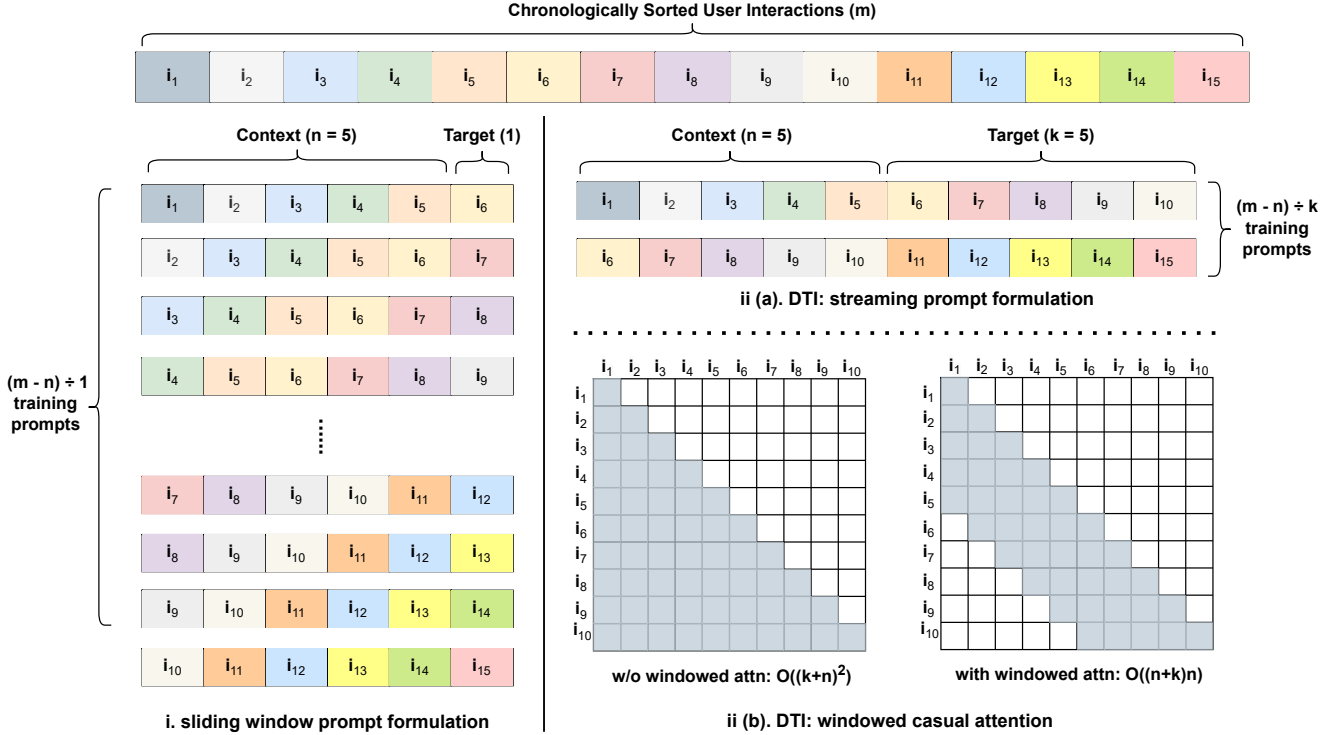 Chronologically Sorted User Interactions (m)
i1 i2 i3 i4 i5 i6 i7 i8 i9 i10 i11 i12 i13 i14 i15
Context (n = 5) Target (1)
(m - n) ÷ 1
training
prompts
i1 i2 i3 i4 i5 i6
i2 i3 i4 i5 i6 i7
i3 i4 i5 i6 i7 i8
i4 i5 i6 i7 i8 i9
i7 i8 i9 i10 i11 i12
i8 i9 i10 i11 i12 i13
i9 i10 i11 i12 i13 i14
i10 i11 i12 i13 i14 i15
i. sliding window prompt formulation
Context (n = 5) Target (k = 5)
i1 i2 i3 i4 i5 i6 i7 i8 i9 i10
i6 i7 i8 i9 i10 i11 i12 i13 i14 i15
(m - n) ÷ k
training
prompts
ii (a). DTI: streaming prompt formulation
i1 i2 i3 i4 i5 i6 i7 i8 i9 i10
i1
i2
i3
i4
i5
i6
i7
i8
i9
i10
w/o windowed attn: O((k+n)^2)
i1 i2 i3 i4 i5 i6 i7 i8 i9 i10
i1
i2
i3
i4
i5
i6
i7
i8
i9
i10
with windowed attn: O((n+k)n)
ii (b). DTI: windowed casual attention